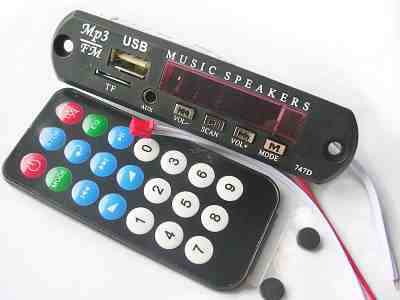 Mp3
FM
USB
TF
AUX
MUSIC SPEAKERS
VOL-
SCAN
VOL+
M
MODE
747D
0
3
6
9
2
5
8
1
4
7